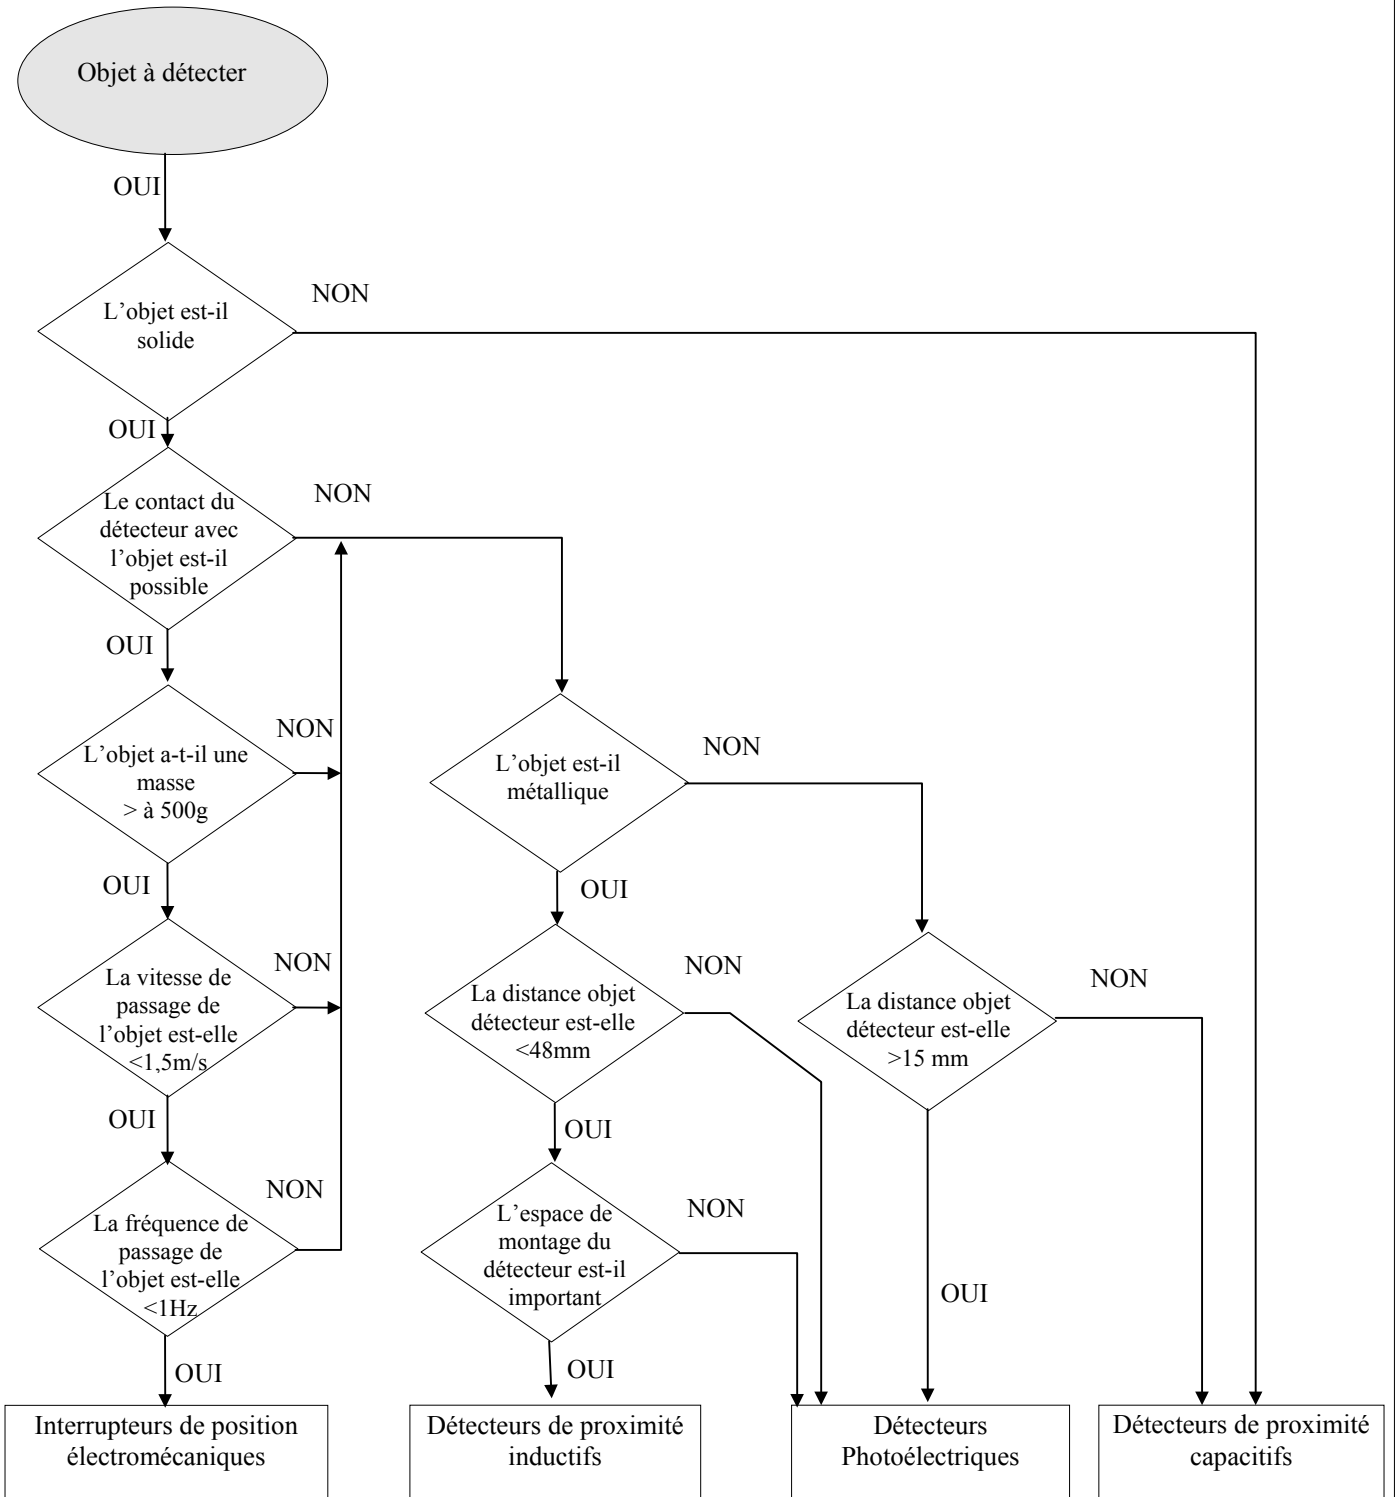 Objet à détecter
OUI
NON
L’objet est-il
solide
OUI
NON
Le contact du
détecteur avec
l’objet est-il
possible
OUI
NON
L’objet a-t-il une
masse
> à 500g
NON
L’objet est-il
métallique
OUI
OUI
NON
La vitesse de
passage de
l’objet est-elle
<1,5m/s
NON
La distance objet
détecteur est-elle
<48mm
NON
La distance objet
détecteur est-elle
>15 mm
OUI
OUI
NON
La fréquence de
passage de
l’objet est-elle
<1Hz
NON
L’espace de
montage du
détecteur est-il
important
OUI
OUI
OUI
Interrupteurs de position
électromécaniques
Détecteurs de proximité
inductifs
Détecteurs
Photoélectriques
Détecteurs de proximité
capacitifs